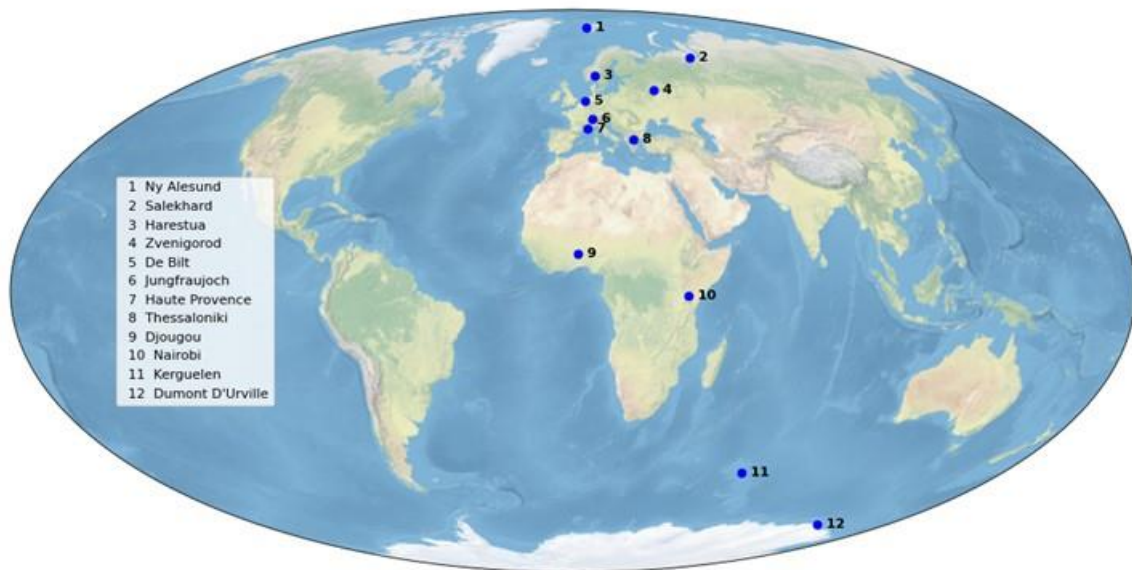 1
2
3
4
5
6
7
8
1 Ny Alesund
2 Salekhard
3 Harestua
4 Zvenigorod
5 De Bilt
6 Jungfraujoch
7 Haute Provence
8 Thessaloniki
9 Djougou
10 Nairobi
11 Kerguelen
12 Dumont D'Urville
9
10
11
12